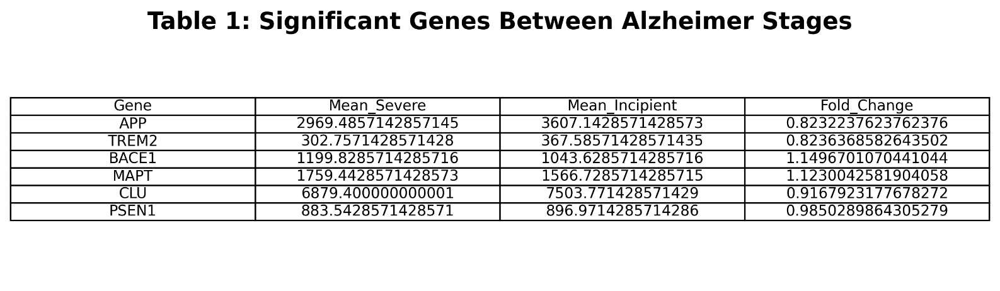 Table 1: Significant Genes Between Alzheimer Stages
Gene Mean_Severe Mean_Incipient Fold_Change
APP 2969.4857142857145 3607.1428571428573 0.8232237623762376
TREM2 302.7571428571428 367.58571428571435 0.8236368582643502
BACE1 1199.8285714285716 1043.6285714285716 1.1496701070441044
MAPT 1759.4428571428573 1566.7285714285715 1.1230042581904058
CLU 6879.400000000001 7503.771428571429 0.9167923177678272
PSEN1 883.5428571428571 896.9714285714286 0.9850289864305279